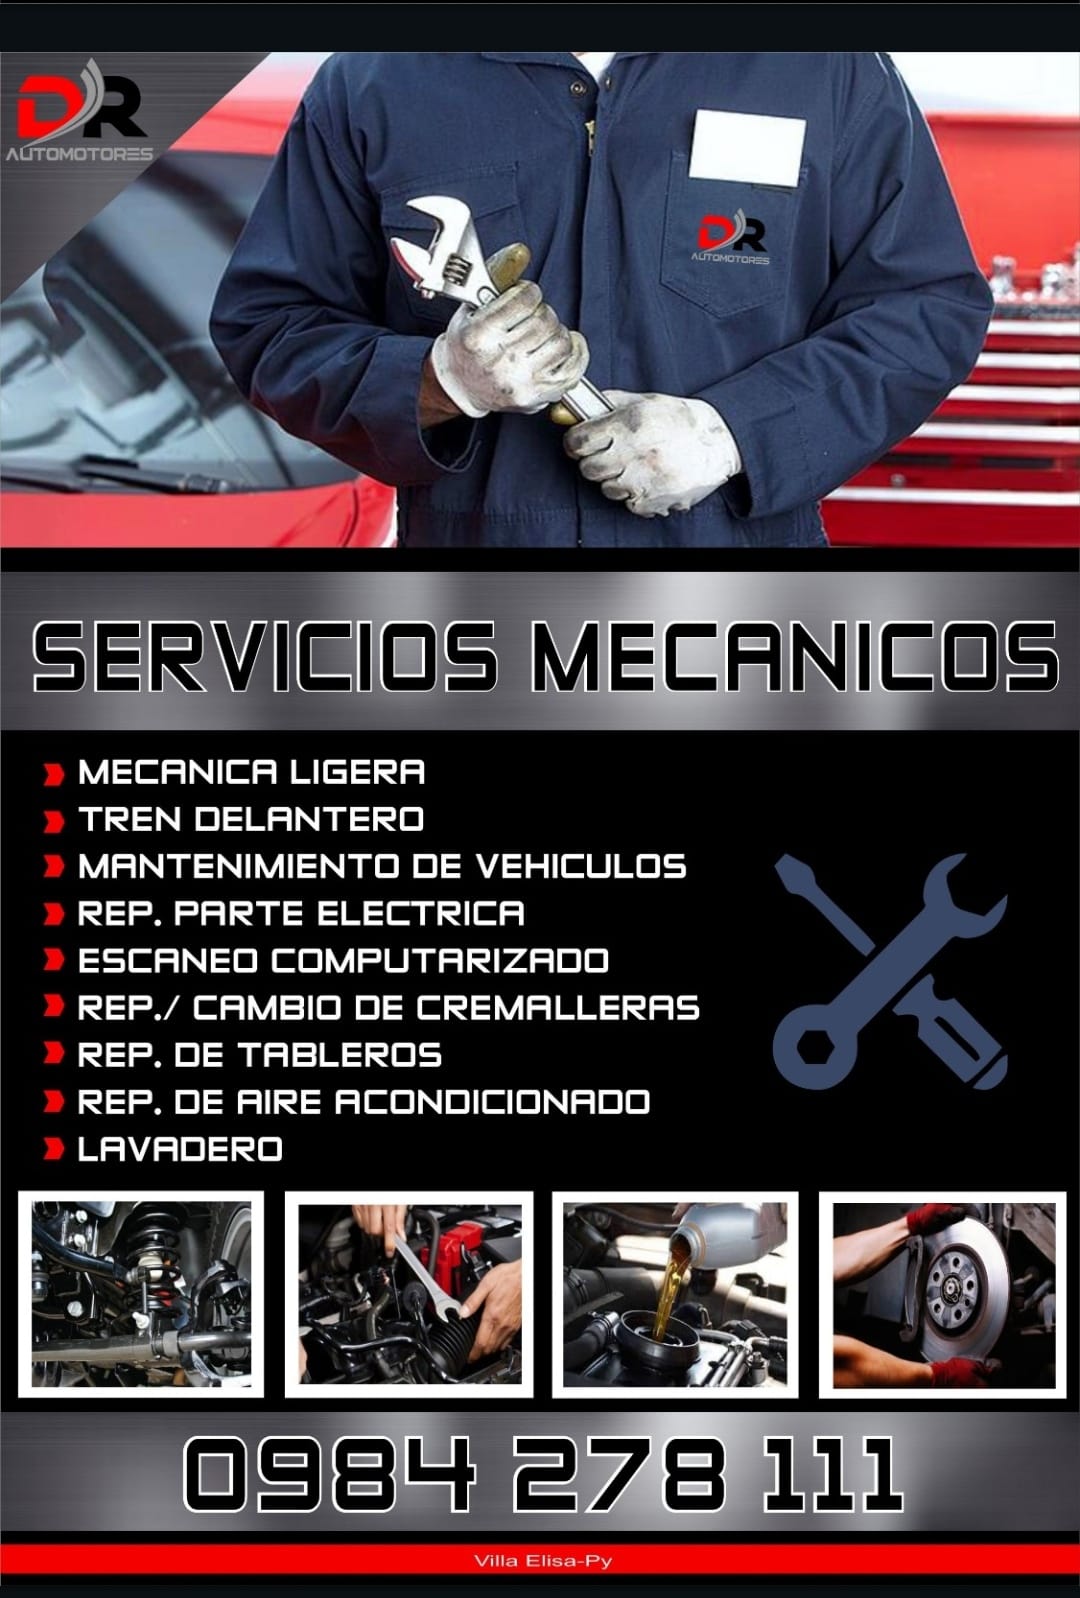 DR
AUTOMOTORES
DR
AUTOMOTORES
SERVICIOS MECANICOS
MECANICA LIGERA
TREN DELANTERO
MANTENIMIENTO DE VEHICULOS
REP. PARTE ELECTRICA
ESCANEO COMPUTARIZADO
REP./ CAMBIO DE CREMALLERAS
REP. DE TABLEROS
REP. DE AIRE ACONDICIONADO
LAVADERO
0984 278 111
Villa Elisa-Py